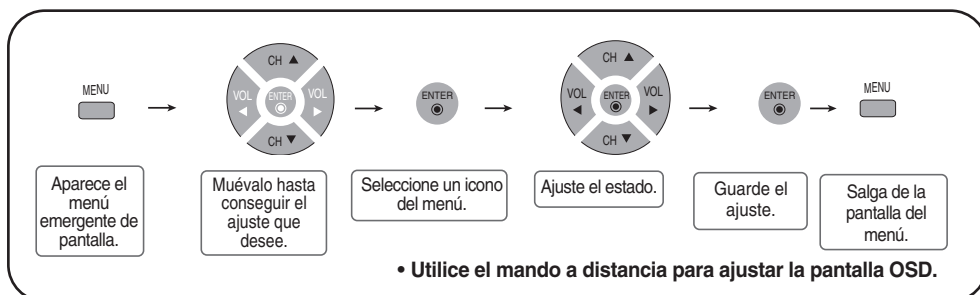 MENU
CH ▲
VOL ◀
ENTER
VOL ▶
CH ▼
ENTER
CH ▲
VOL ◀
ENTER
VOL ▶
CH ▼
ENTER
MENU
Aparece el
menú
emergente de
pantalla.
Muévalo hasta
conseguir el
ajuste que
desee.
Seleccione un icono
del menú.
Ajuste el estado.
Guarde el
ajuste.
Salga de la
pantalla del
menú.
• Utilice el mando a distancia para ajustar la pantalla OSD.